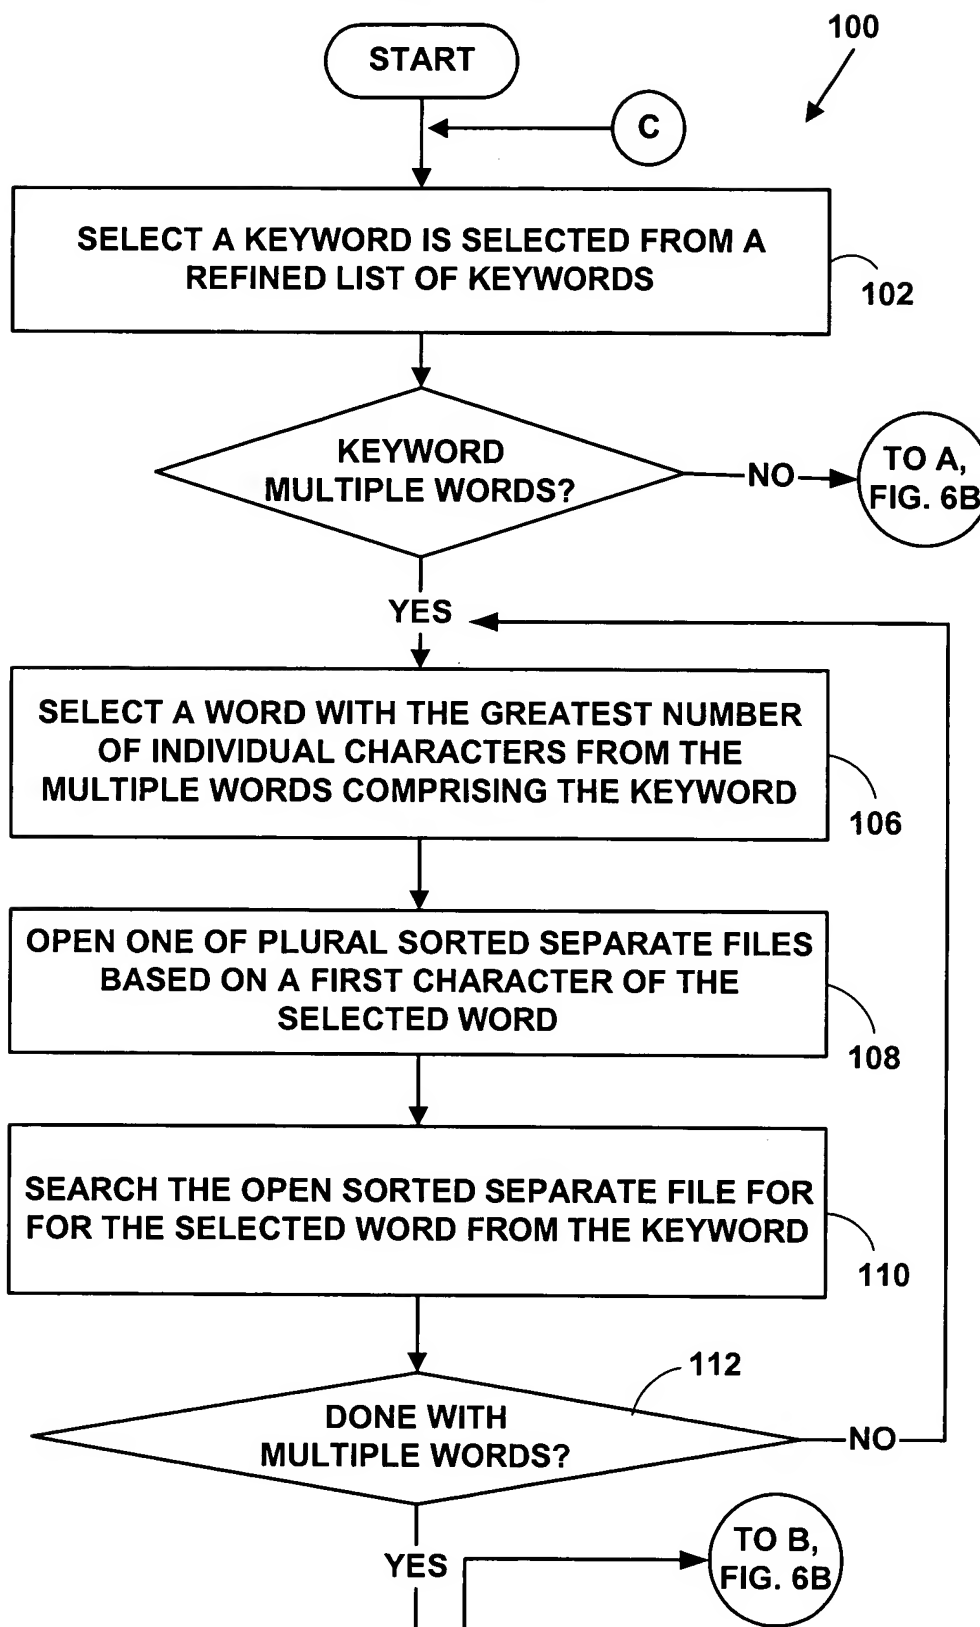 100
START
C
SELECT A KEYWORD IS SELECTED FROM A
REFINED LIST OF KEYWORDS
102
KEYWORD
MULTIPLE WORDS?
NO
TO A,
FIG. 6B
YES
SELECT A WORD WITH THE GREATEST NUMBER
OF INDIVIDUAL CHARACTERS FROM THE
MULTIPLE WORDS COMPRISING THE KEYWORD
106
OPEN ONE OF PLURAL SORTED SEPARATE FILES
BASED ON A FIRST CHARACTER OF THE
SELECTED WORD
108
SEARCH THE OPEN SORTED SEPARATE FILE FOR
FOR THE SELECTED WORD FROM THE KEYWORD
110
112
DONE WITH
MULTIPLE WORDS?
NO
YES
TO B,
FIG. 6B